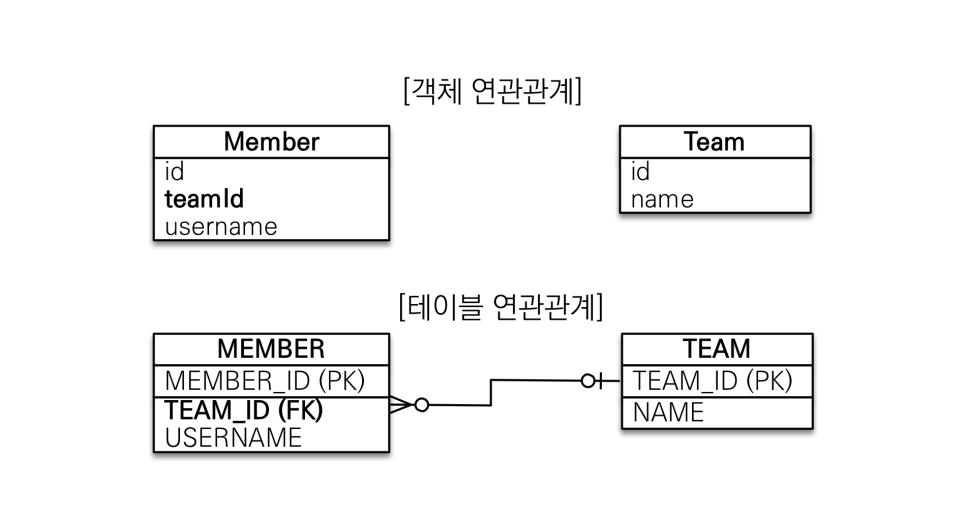 [객체 연관관계]
Member
id
teamId
username
Team
id
name
[테이블 연관관계]
MEMBER
MEMBER_ID (PK)
TEAM_ID (FK)
USERNAME
TEAM
TEAM_ID (PK)
NAME